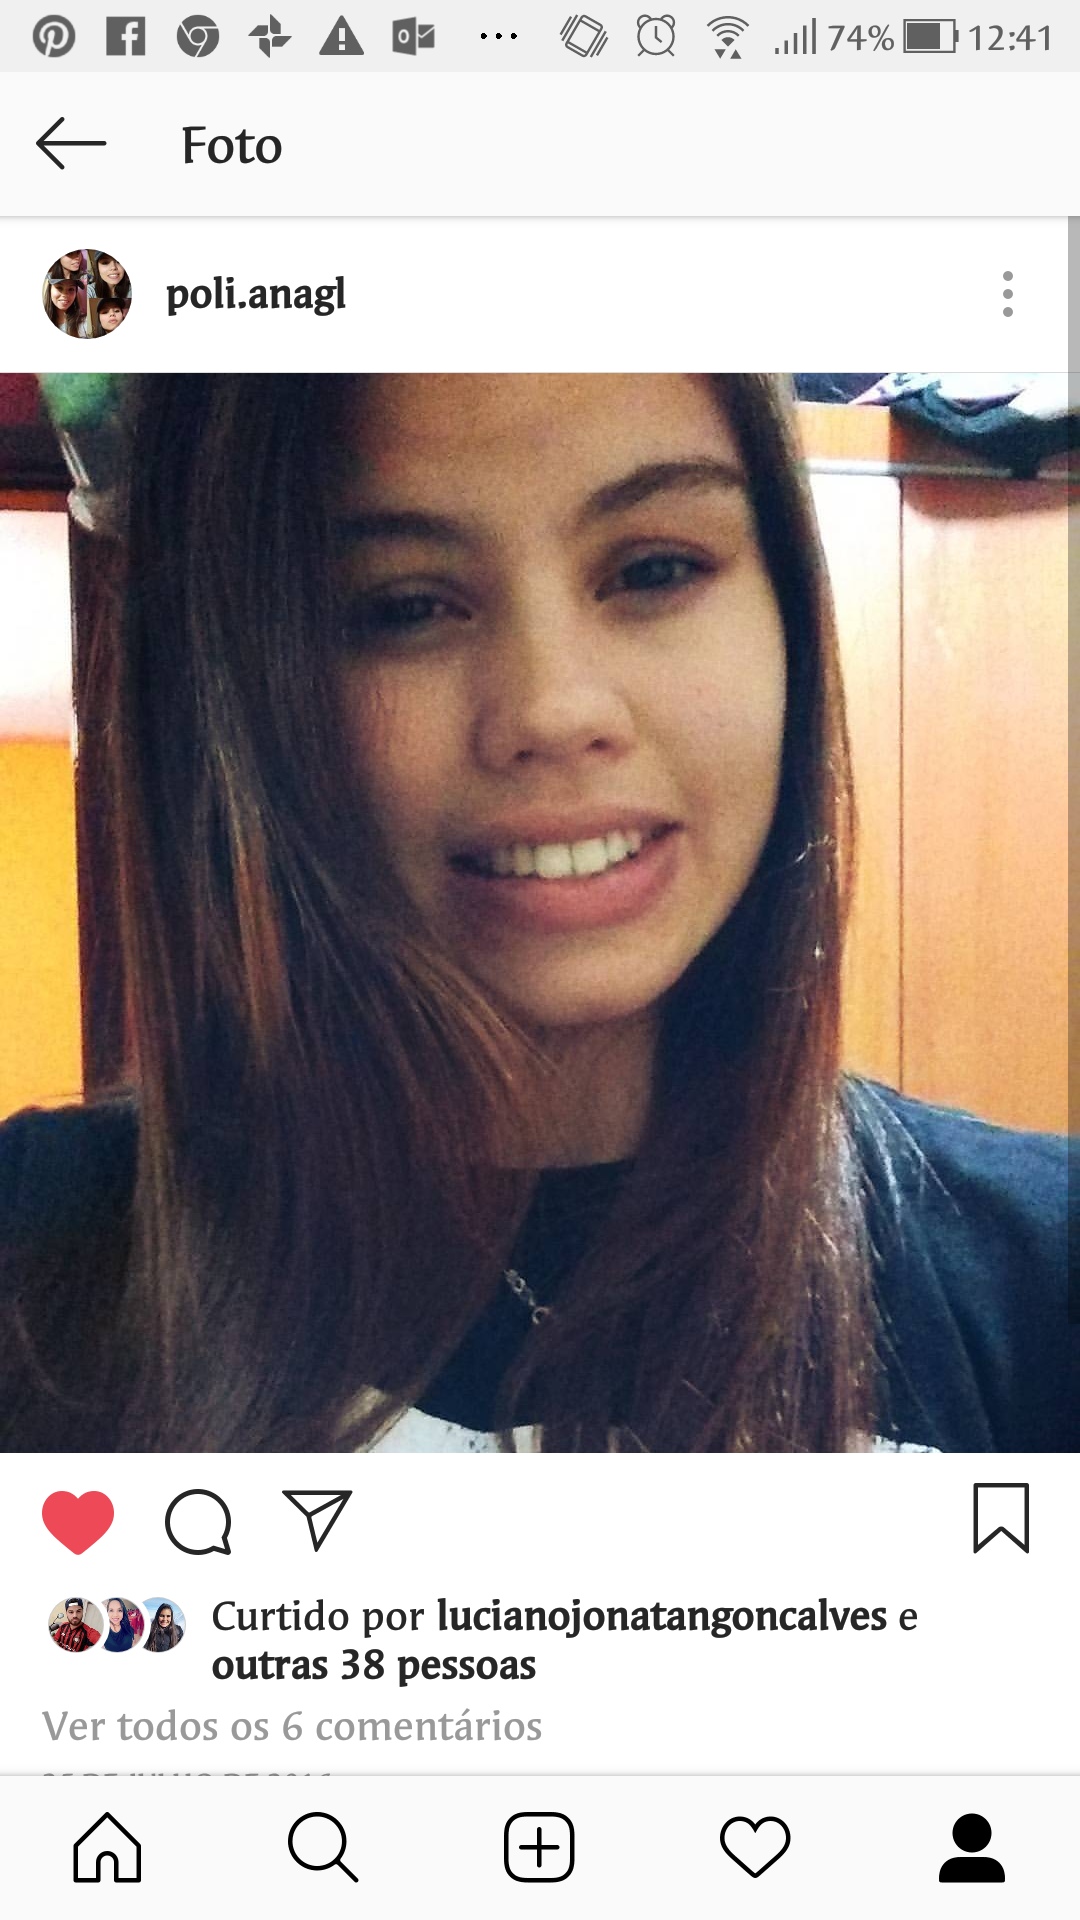 74% 12:41
Foto
poli.anagl
Curtido por lucianojonatangoncalves e
outras 38 pessoas
Ver todos os 6 comentários